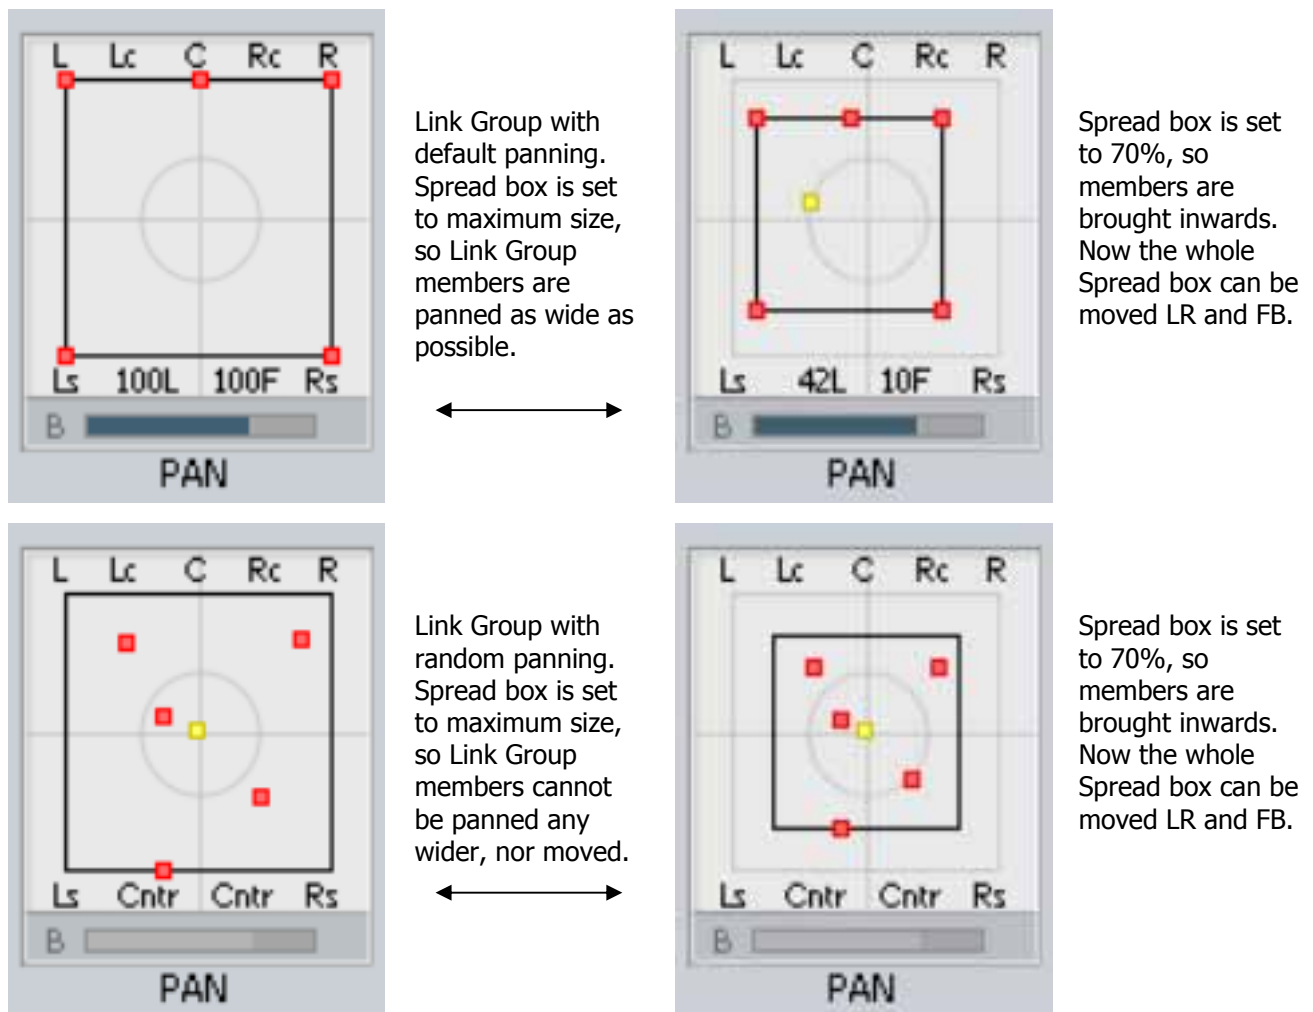 L Lc C Rc R
Ls 100L 100F Rs
B
PAN
Link Group with
default panning.
Spread box is set
to maximum size,
so Link Group
members are
panned as wide as
possible.
L Lc C Rc R
Ls 42L 10F Rs
B
PAN
Spread box is set
to 70%, so
members are
brought inwards.
Now the whole
Spread box can be
moved LR and FB.
L Lc C Rc R
Ls Cntr Cntr Rs
B
PAN
Link Group with
random panning.
Spread box is set
to maximum size,
so Link Group
members cannot
be panned any
wider, nor moved.
L Lc C Rc R
Ls Cntr Cntr Rs
B
PAN
Spread box is set
to 70%, so
members are
brought inwards.
Now the whole
Spread box can be
moved LR and FB.